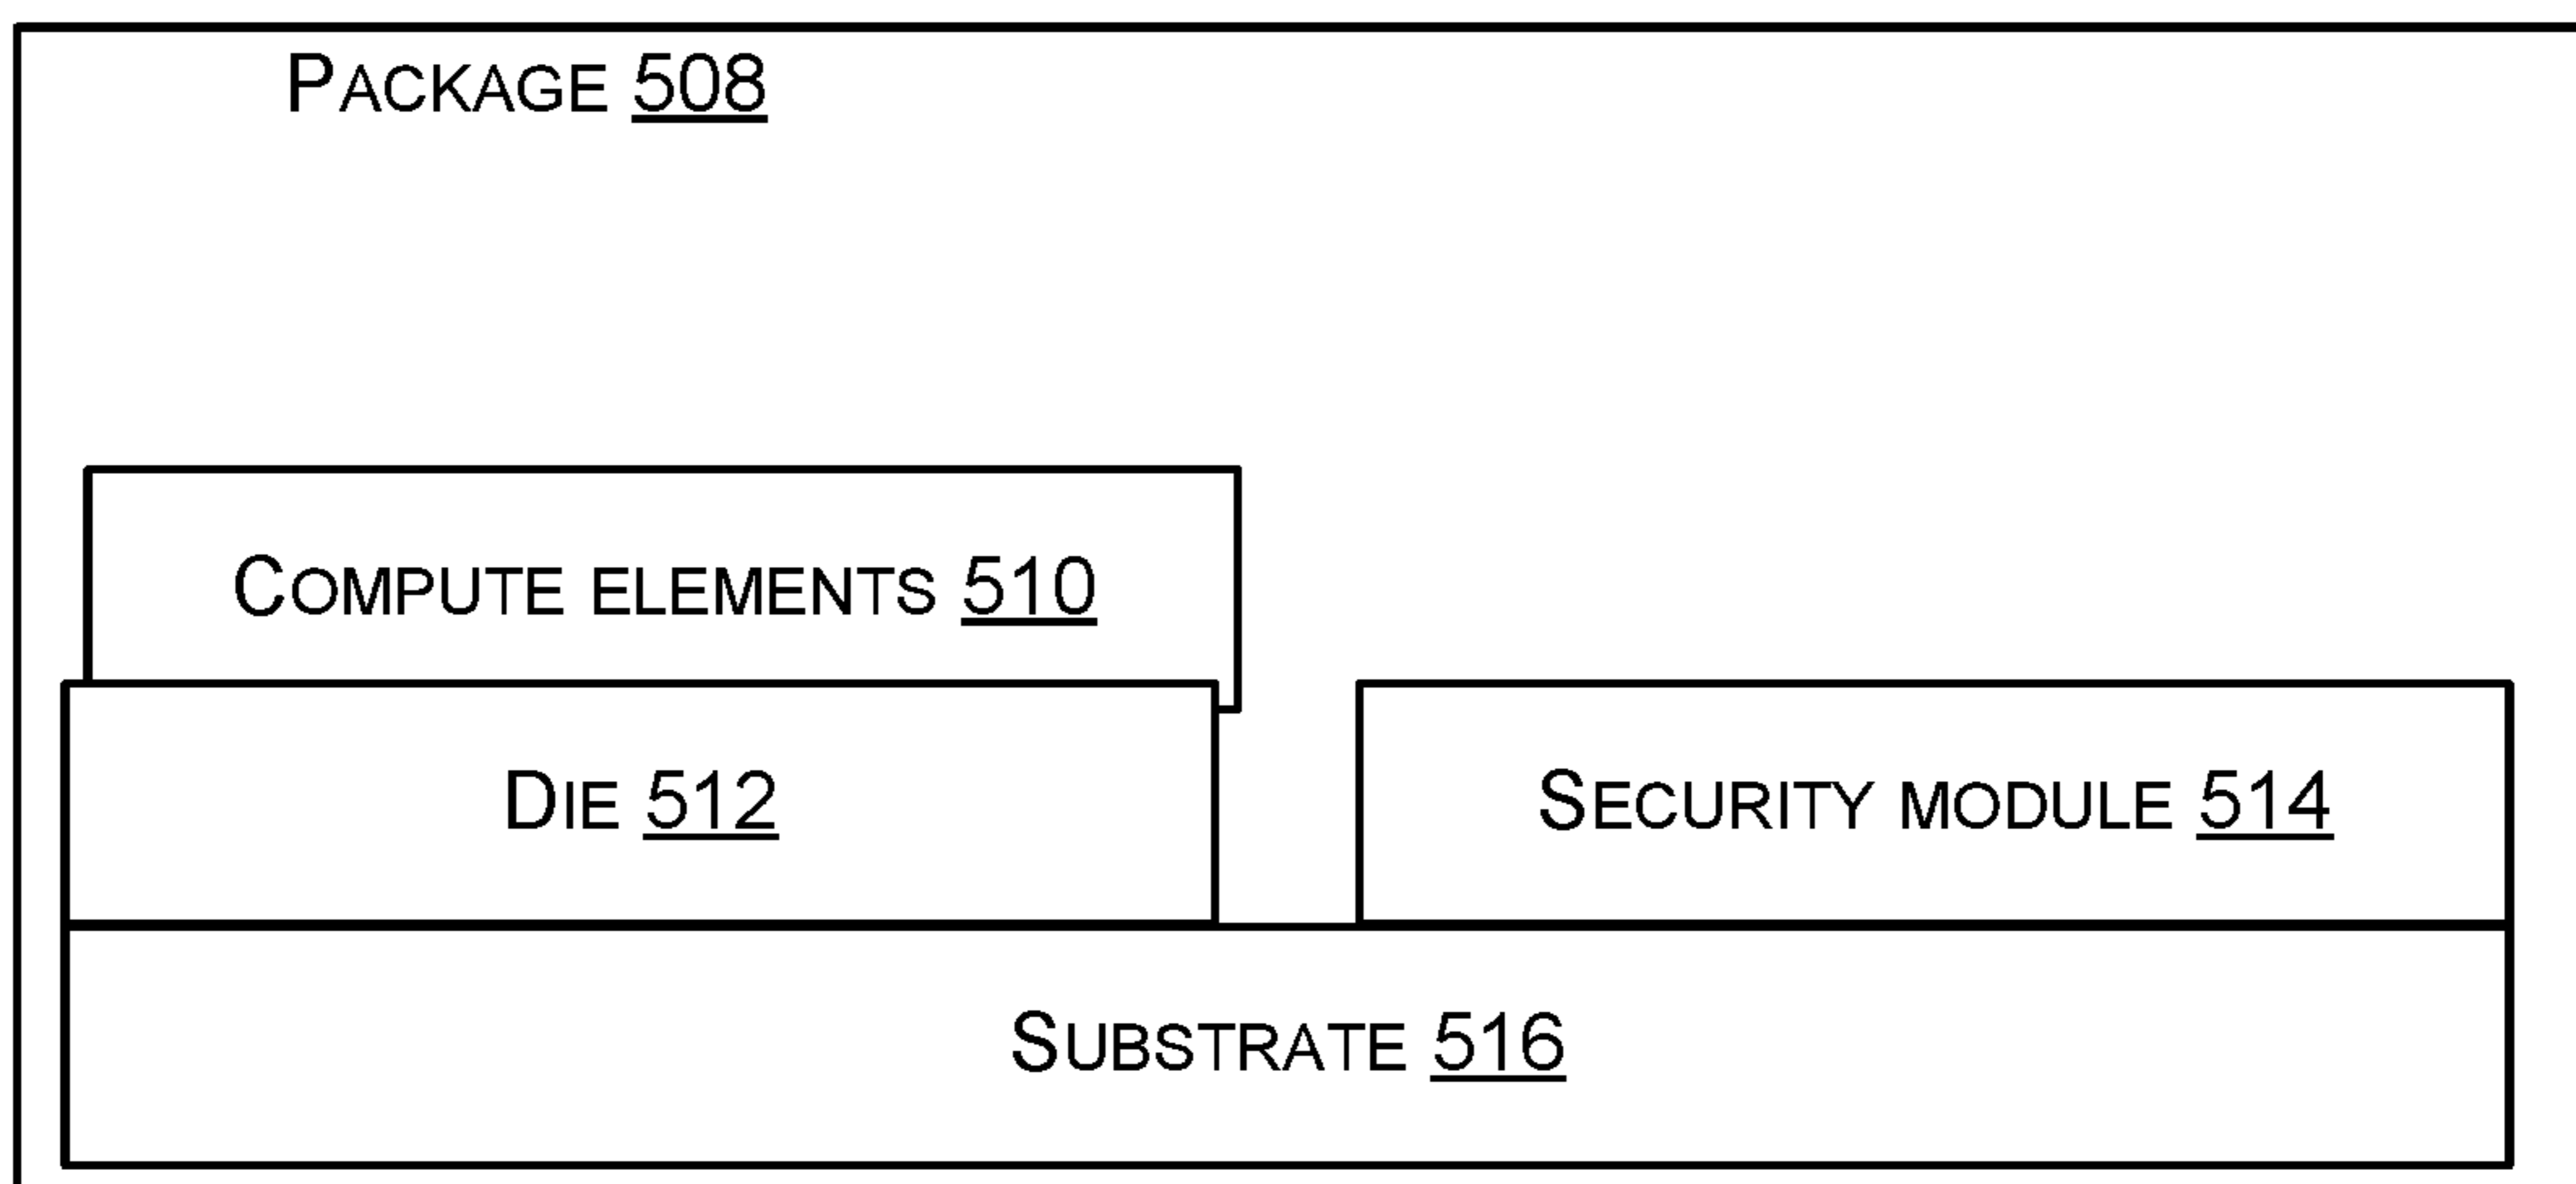 PACKAGE 508
COMPUTE ELEMENTS 510
DIE 512
SECURITY MODULE 514
SUBSTRATE 516